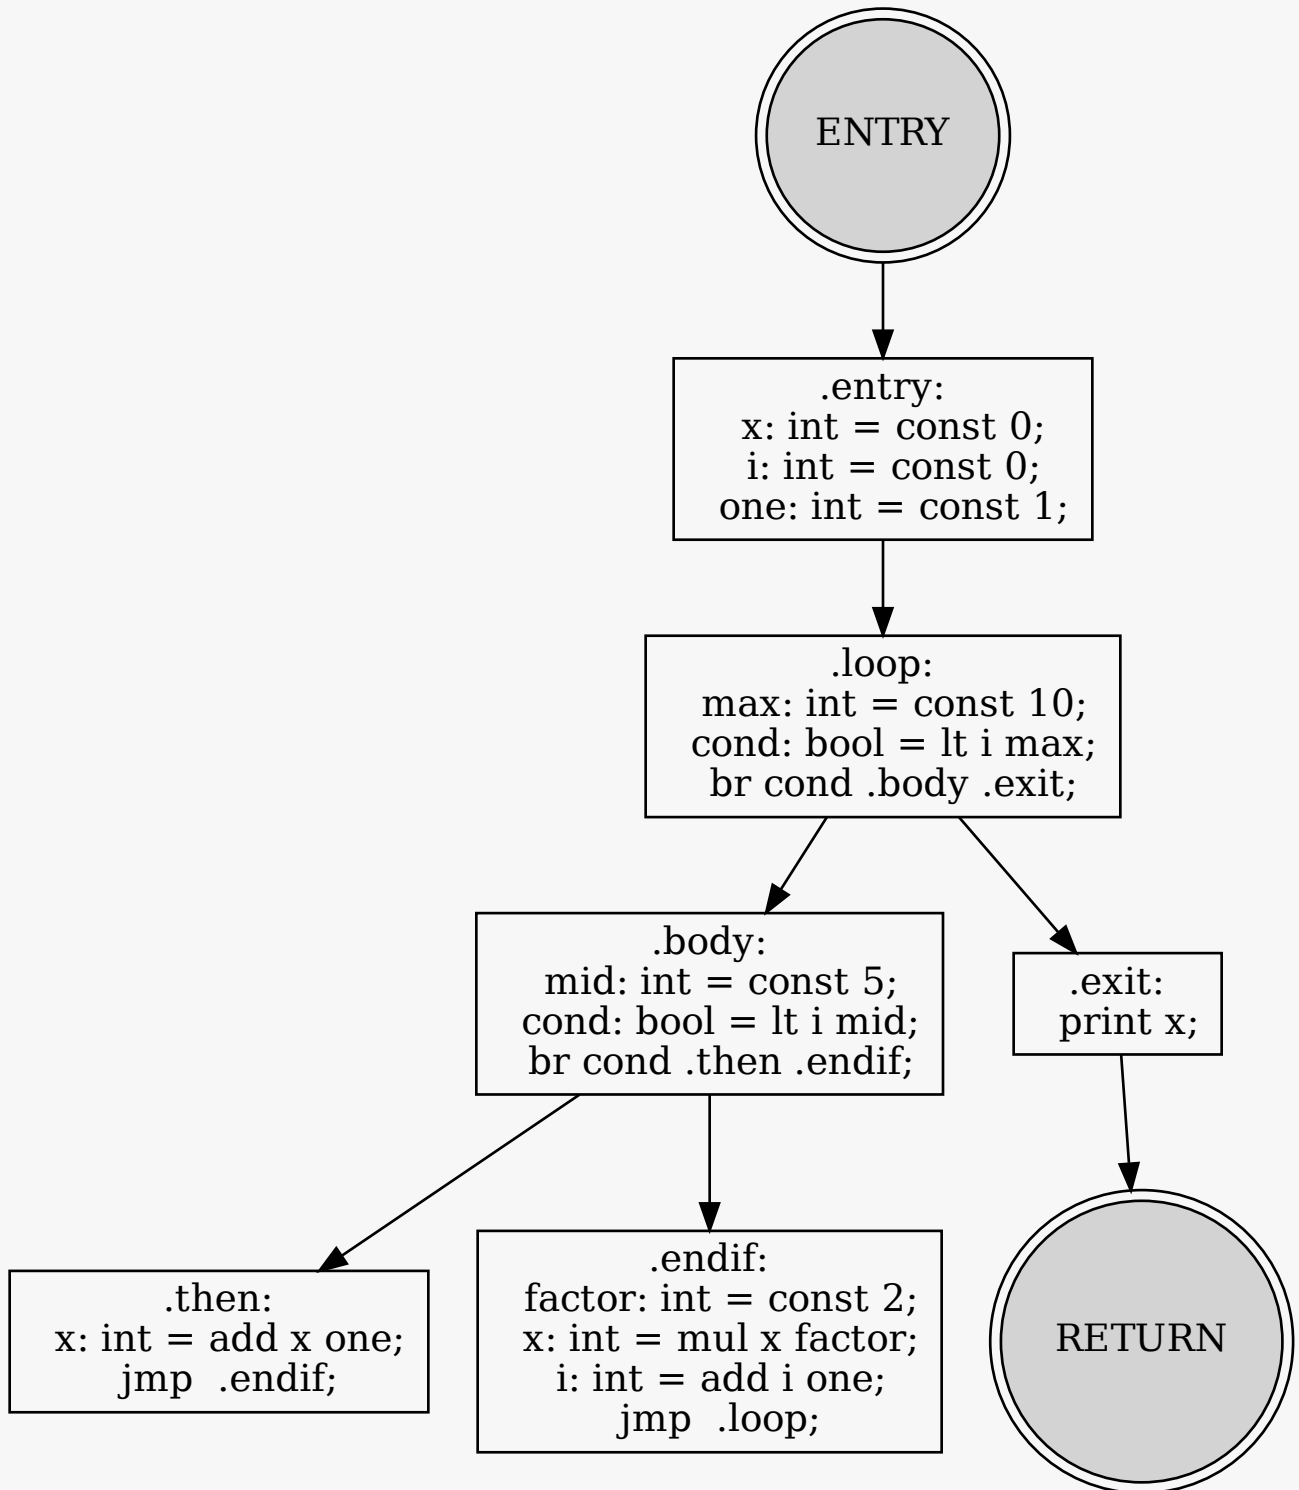 ENTRY
.entry:
x: int = const 0;
i: int = const 0;
one: int = const 1;
.loop:
max: int = const 10;
cond: bool = lt i max;
br cond .body .exit;
.body:
mid: int = const 5;
cond: bool = lt i mid;
br cond .then .endif;
.exit:
print x;
.then:
x: int = add x one;
jmp  .endif;
.endif:
factor: int = const 2;
x: int = mul x factor;
i: int = add i one;
jmp  .loop;
RETURN